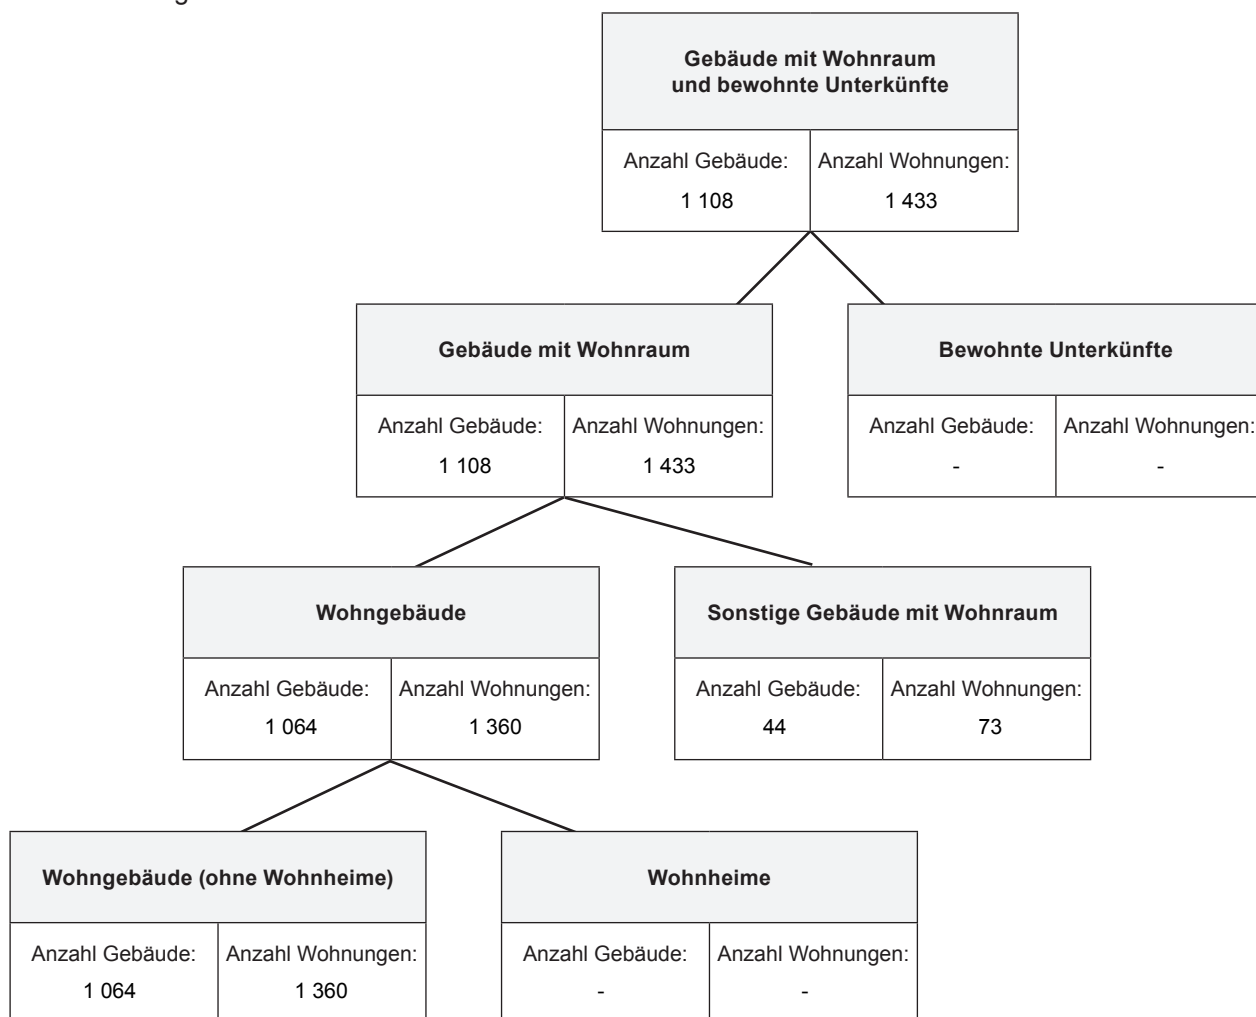 Gebäude mit Wohnraum
und bewohnte Unterkünfte
Anzahl Gebäude: Anzahl Wohnungen:
1 108 1 433
Gebäude mit Wohnraum Bewohnte Unterkünfte
Anzahl Gebäude: Anzahl Wohnungen: Anzahl Gebäude: Anzahl Wohnungen:
1 108 1 433 - -
Wohngebäude Sonstige Gebäude mit Wohnraum
Anzahl Gebäude: Anzahl Wohnungen: Anzahl Gebäude: Anzahl Wohnungen:
1 064 1 360 44 73
Wohngebäude (ohne Wohnheime) Wohnheime
Anzahl Gebäude: Anzahl Wohnungen: Anzahl Gebäude: Anzahl Wohnungen:
1 064 1 360 - -